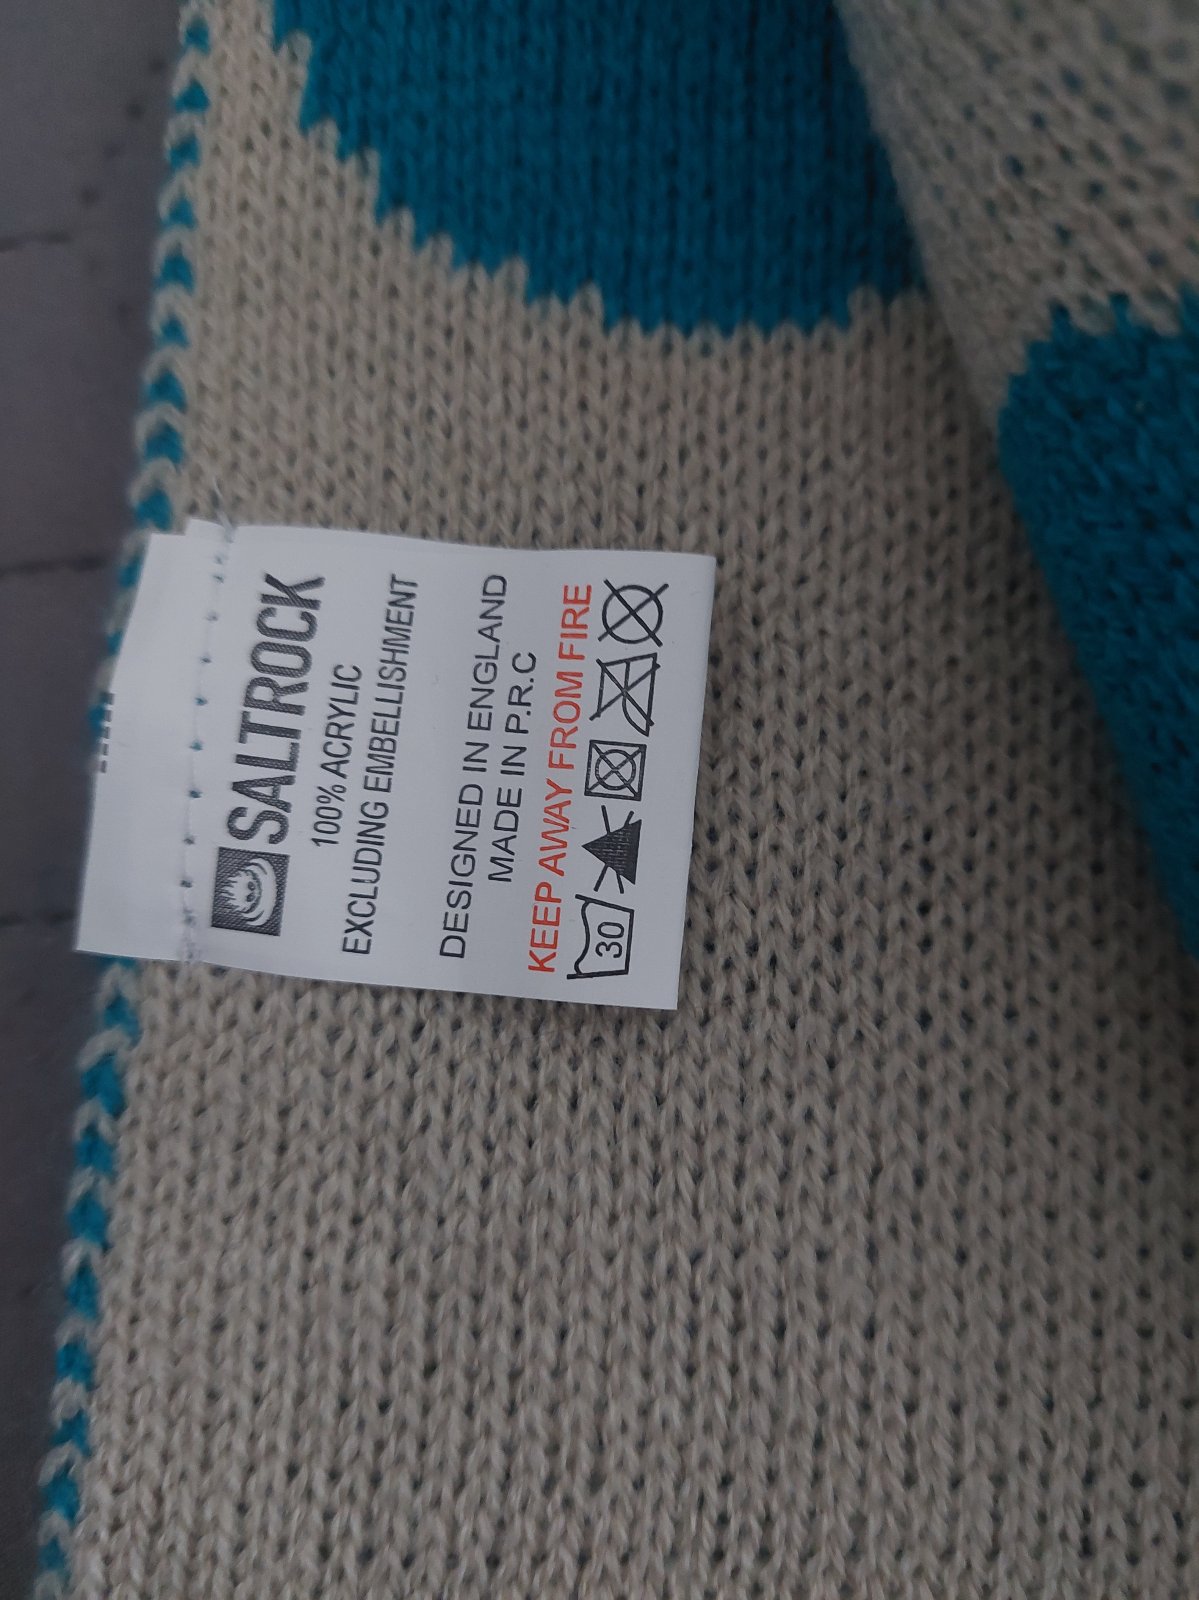 SALTROCK
100% ACRYLIC
EXCLUDING EMBELLISHMENT
DESIGNED IN ENGLAND
MADE IN P.R.C
KEEP AWAY FROM FIRE
30